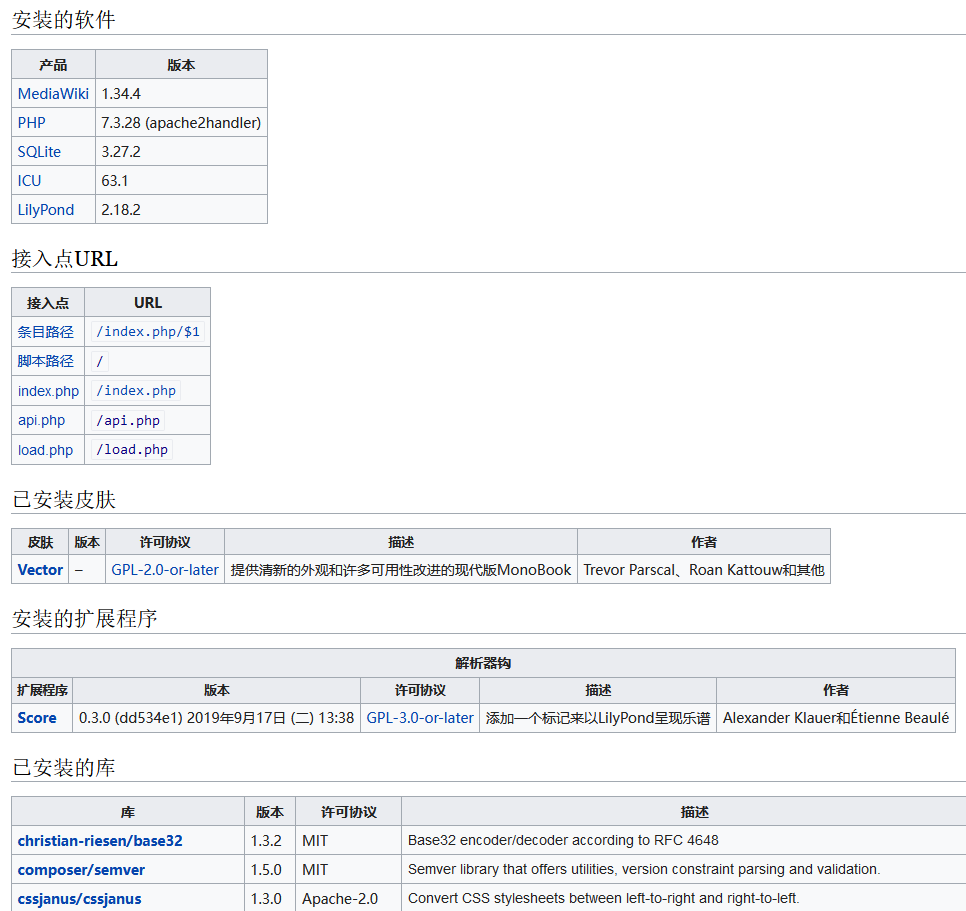 安装的软件
产品 版本
MediaWiki 1.34.4
PHP 7.3.28 (apache2handler)
SQLite 3.27.2
ICU 63.1
LilyPond 2.18.2
接入点URL
接入点 URL
条目路径 /index.php/$1
脚本路径 /
index.php /index.php
api.php /api.php
load.php /load.php
已安装皮肤
皮肤 版本 许可协议 描述 作者
Vector – GPL-2.0-or-later 提供清新的外观和许多可用性改进的现代版MonoBook Trevor Parscal、Roan Kattouw和其他
安装的扩展程序
解析器钩
扩展程序 版本 许可协议 描述 作者
Score 0.3.0 (dd534e1) 2019年9月17日 (二) 13:38 GPL-3.0-or-later 添加一个标记来以LilyPond呈现乐谱 Alexander Klauer和Étienne Beaulé
已安装的库
库 版本 许可协议 描述
christian-riesen/base32 1.3.2 MIT Base32 encoder/decoder according to RFC 4648
composer/semver 1.5.0 MIT Semver library that offers utilities, version constraint parsing and validation.
cssjanus/cssjanus 1.3.0 Apache-2.0 Convert CSS stylesheets between left-to-right and right-to-left.